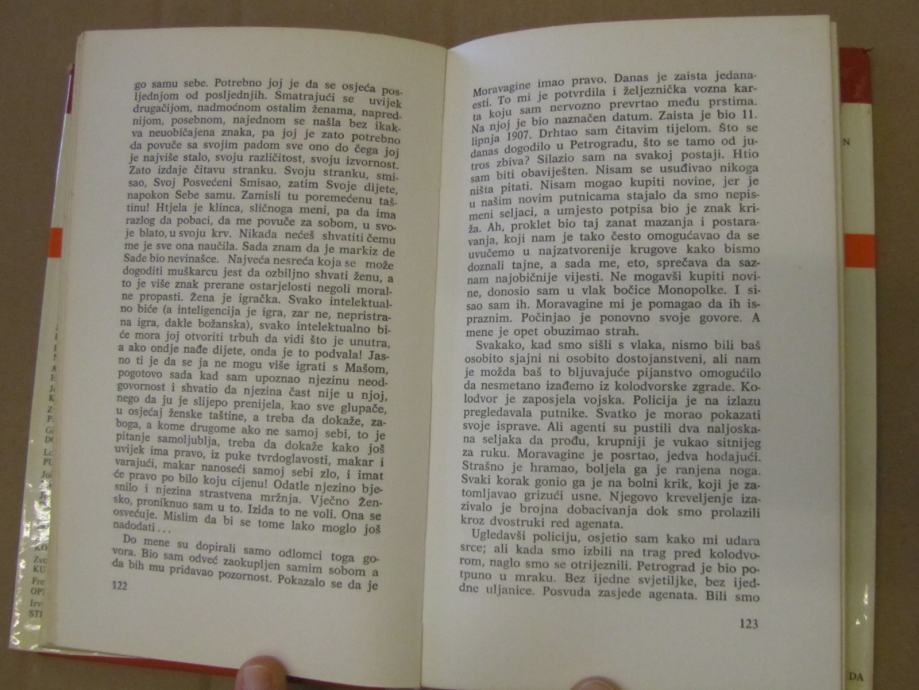 go samu sebe. Potrebno joj je da se osjeća pos-
ljednjom od posljednjih. Smatrajući se uvijek
drugačijom, nadmoćnom ostalim ženama, napred-
nijom, posebnom, najednom se našla bez ikak-
va neuobičajena znaka, pa joj je zato potrebno
da povuče sa svojim padom sve ono do čega joj
je najviše stalo, svoju različitost, svoju izvornost.
Zato izdaje čitavu stranku. Svoju stranku, smi-
sao, Svoj Posvećeni Smisao, zatim Svoje dijete,
napokon Sebe samu. Zamisli tu poremećenu taš-
tinu! Htjela je klinca, sličnoga meni, pa da ima
razlog da pobaci, da me povuče za sobom, u svo-
je blato, u svoju krv. Nikada nećeš shvatiti čemu
me je sve ona naučila. Sada znam da je markiz de
Sade bio nevinašce. Najveća nesreća koja se može
dogoditi muškarcu jest da ozbiljno shvati ženu, a
to je više znak prerane ostarjelosti negoli moral-
ne propasti. Žena je igračka. Svako intelektual-
no biće (a inteligencija je igra, zar ne, nepristra-
na igra, dakle božanska), svako intelektualno bi-
će mora joj otvoriti trbuh da vidi što je unutra,
a ako ondje nađe dijete, onda je to podvala! Jas-
no ti je da se ja ne mogu više igrati s Mašom,
pogotovo sada kad sam upoznao njezinu neod-
govornost i shvatio da njezina čast nije u njoj,
nego da ju je slijepo prenijela, kao sve glupače,
u osjećaj ženske taštine, a treba da dokaže, za-
boga, a kome drugome ako ne samoj sebi, to je
pitanje samoljublja, treba da dokaže kako još
uvijek ima pravo, iz puke tvrdoglavosti, makar i
varajući, makar nanoseći samoj sebi zlo, i imat
će pravo po bilo koju cijenu! Odatle njezino bje-
snilo i njezina strastvena mržnja. Vječno Žen-
sko, proniknuo sam u to. Izida to ne voli. Ona se
osvećuje. Mislim da bi se tome lako moglo još
nadodati...
Do mene su dopirali samo odlomci toga go-
vora. Bio sam odveć zaokupljen samim sobom a
da bih mu pridavao pozornost. Pokazalo se da je
122
Moravagine imao pravo. Danas je zaista jedana-
esti. To mi je potvrdila i željeznička vozna kar-
ta koju sam nervozno prevrtao među prstima.
Na njoj je bio naznačen datum. Zaista je bio 11.
lipnja 1907. Drhtao sam čitavim tijelom. Što se
danas dogodilo u Petrogradu, što se tamo od ju-
tros zbiva? Silazio sam na svakoj postaji. Htio
sam biti obaviješten. Nisam se usuđivao nikoga
ništa pitati. Nisam mogao kupiti novine, jer je
u našim novim putnicama stajalo da smo nepis-
meni seljaci, a umjesto potpisa bio je znak kri-
ža. Ah, proklet bio taj zanat mazanja i postara-
vanja, koji nam je tako često omogućavao da se
uvučemo u najzatvorenije krugove kako bismo
doznali tajne, a sada me, eto, sprečava da saz-
nam najobičnije vijesti. Ne mogavši kupiti novi-
ne, donosio sam u vlak bočice Monopolke. I si-
sao sam ih. Moravagine mi je pomagao da ih is-
praznim. Počinjao je ponovno svoje govore. A
mene je opet obuzimao strah.
Svakako, kad smo sišli s vlaka, nismo bili baš
osobito sjajni ni osobito dostojanstveni, ali nam
je možda baš to bljuvajuće pijanstvo omogućilo
da nesmetano izađemo iz kolodvorske zgrade. Ko-
lodvor je zaposjela vojska. Policija je na izlazu
pregledavala putnike. Svatko je morao pokazati
svoje isprave. Ali agenti su pustili dva naljoska-
na seljaka da prođu, krupniji je vukao sitnijeg
za ruku. Moravagine je posrtao, jedva hodajući.
Strašno je hramao, boljela ga je ranjena noga.
Svaki korak gonio ga je na bolni krik, koji je za-
tomljavao grizući usne. Njegovo kreveljenje iza-
zivalo je brojna dobacivanja dok smo prolazili
kroz dvostruki red agenata.
Ugledavši policiju, osjetio sam kako mi udara
srce; ali kada smo izbili na trag pred kolodvo-
rom, naglo smo se otrijeznili. Petrograd je bio po-
tpuno u mraku. Bez ijedne svjetiljke, bez ijed-
dne uljanice. Posvuda zasjede agenata. Bili smo
123
N
DA